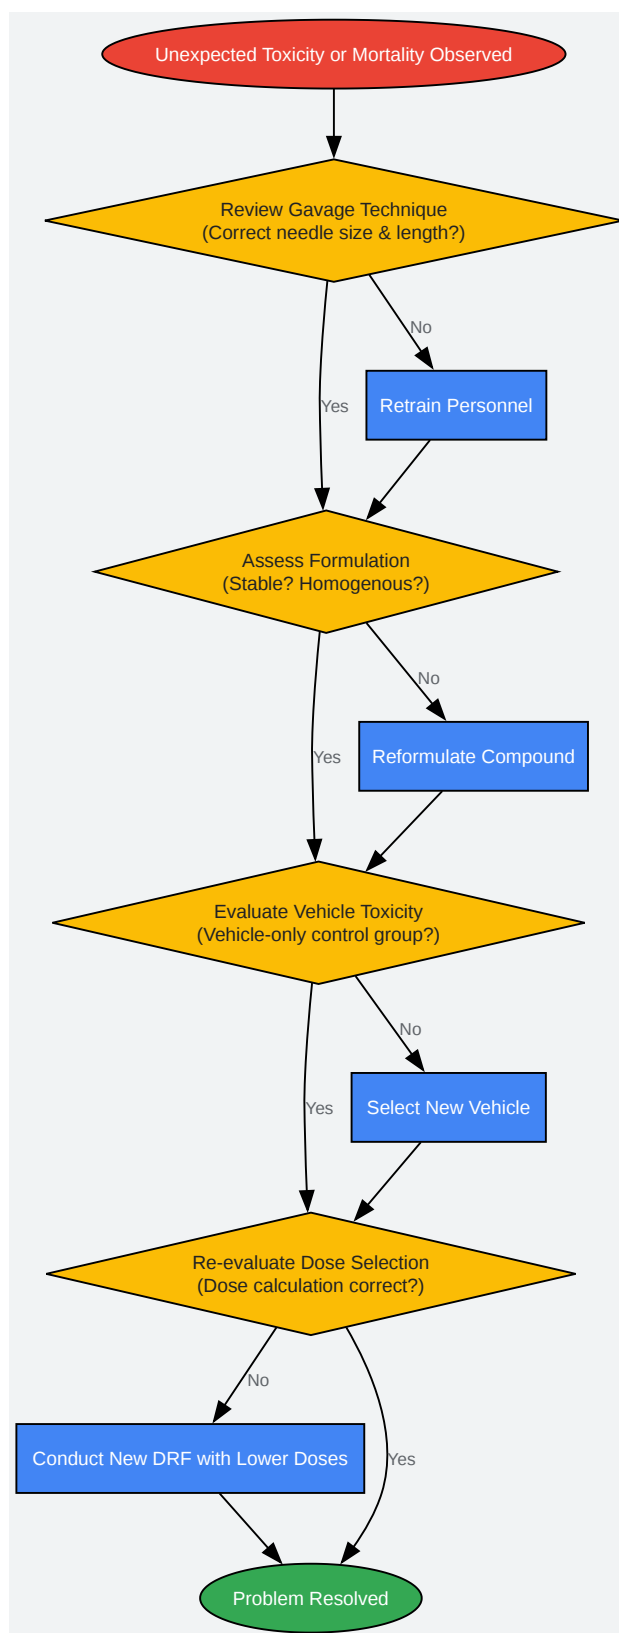 Unexpected Toxicity or Mortality Observed
Review Gavage Technique
(Correct needle size & length?)
No
Yes
Retrain Personnel
Assess Formulation
(Stable? Homogenous?)
No
Yes
Reformulate Compound
Evaluate Vehicle Toxicity
(Vehicle-only control group?)
No
Yes
Select New Vehicle
Re-evaluate Dose Selection
(Dose calculation correct?)
No
Conduct New DRF with Lower Doses
Yes
Problem Resolved